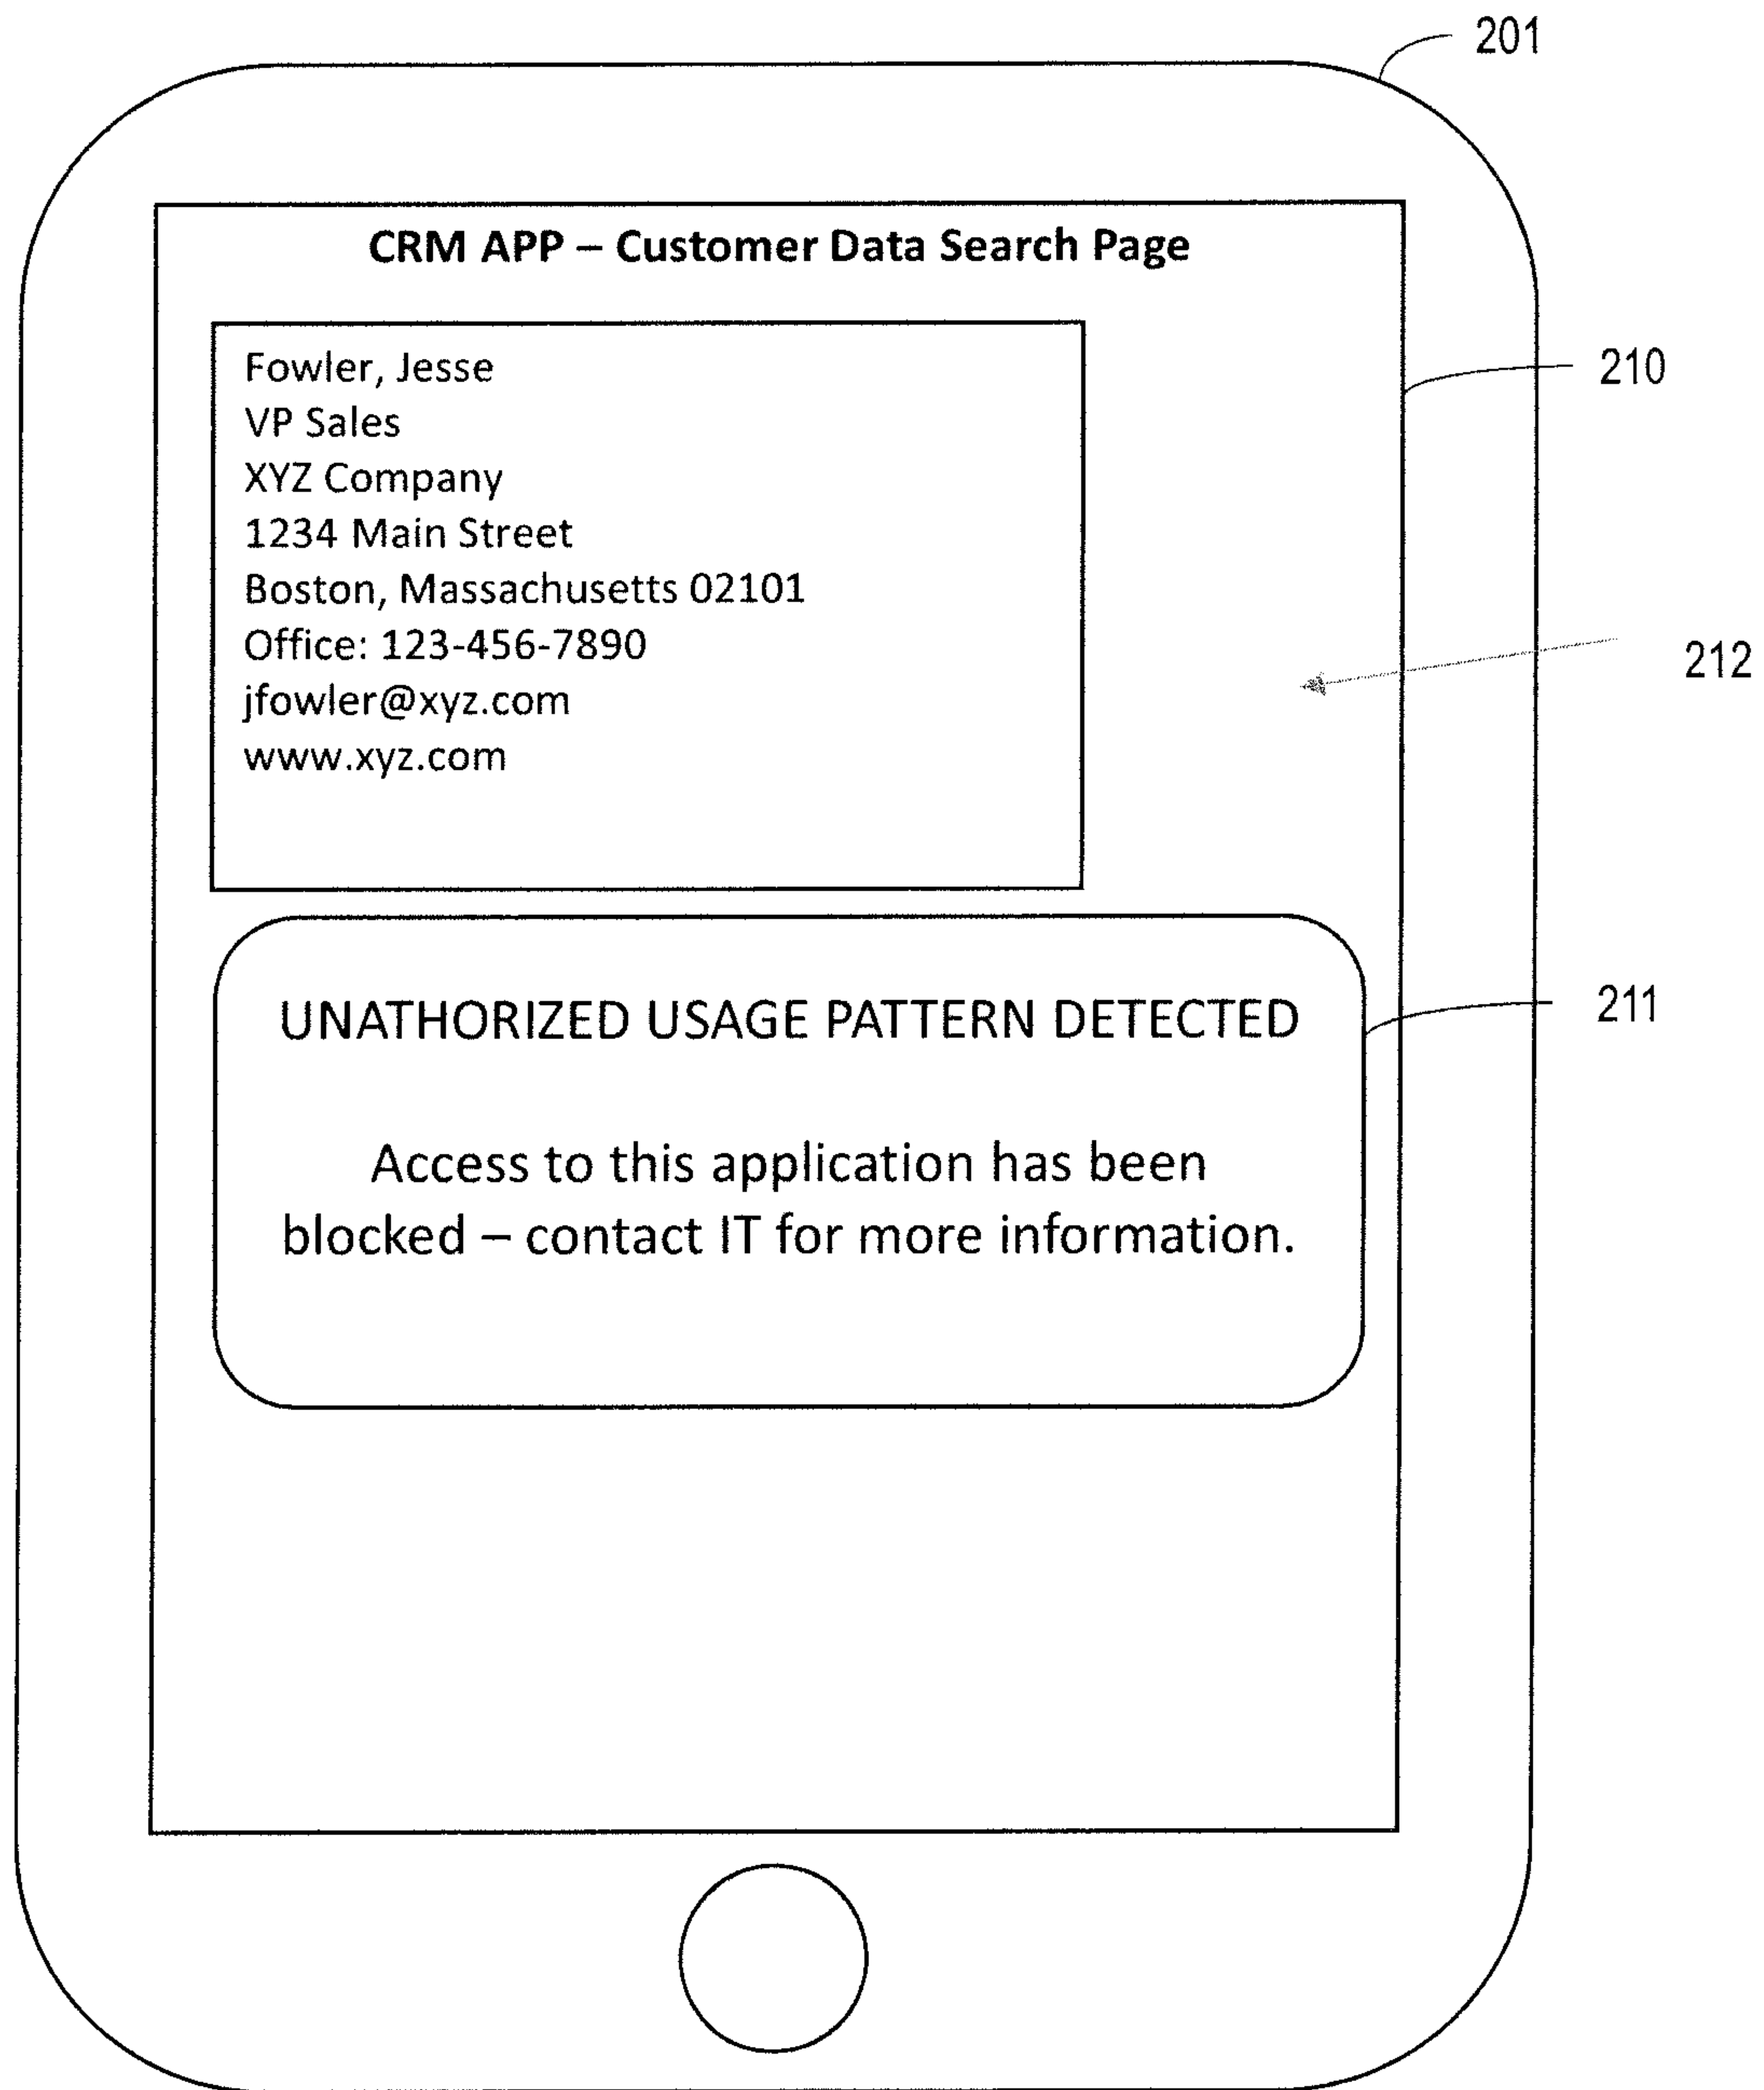 201
CRM APP – Customer Data Search Page
Fowler, Jesse
210
VP Sales
XYZ Company
1234 Main Street
Boston, Massachusetts 02101
Office: 123-456-7890
212
jfowler@xyz.com
www.xyz.com
UNATHORIZED USAGE PATTERN DETECTED
211
Access to this application has been
blocked – contact IT for more information.